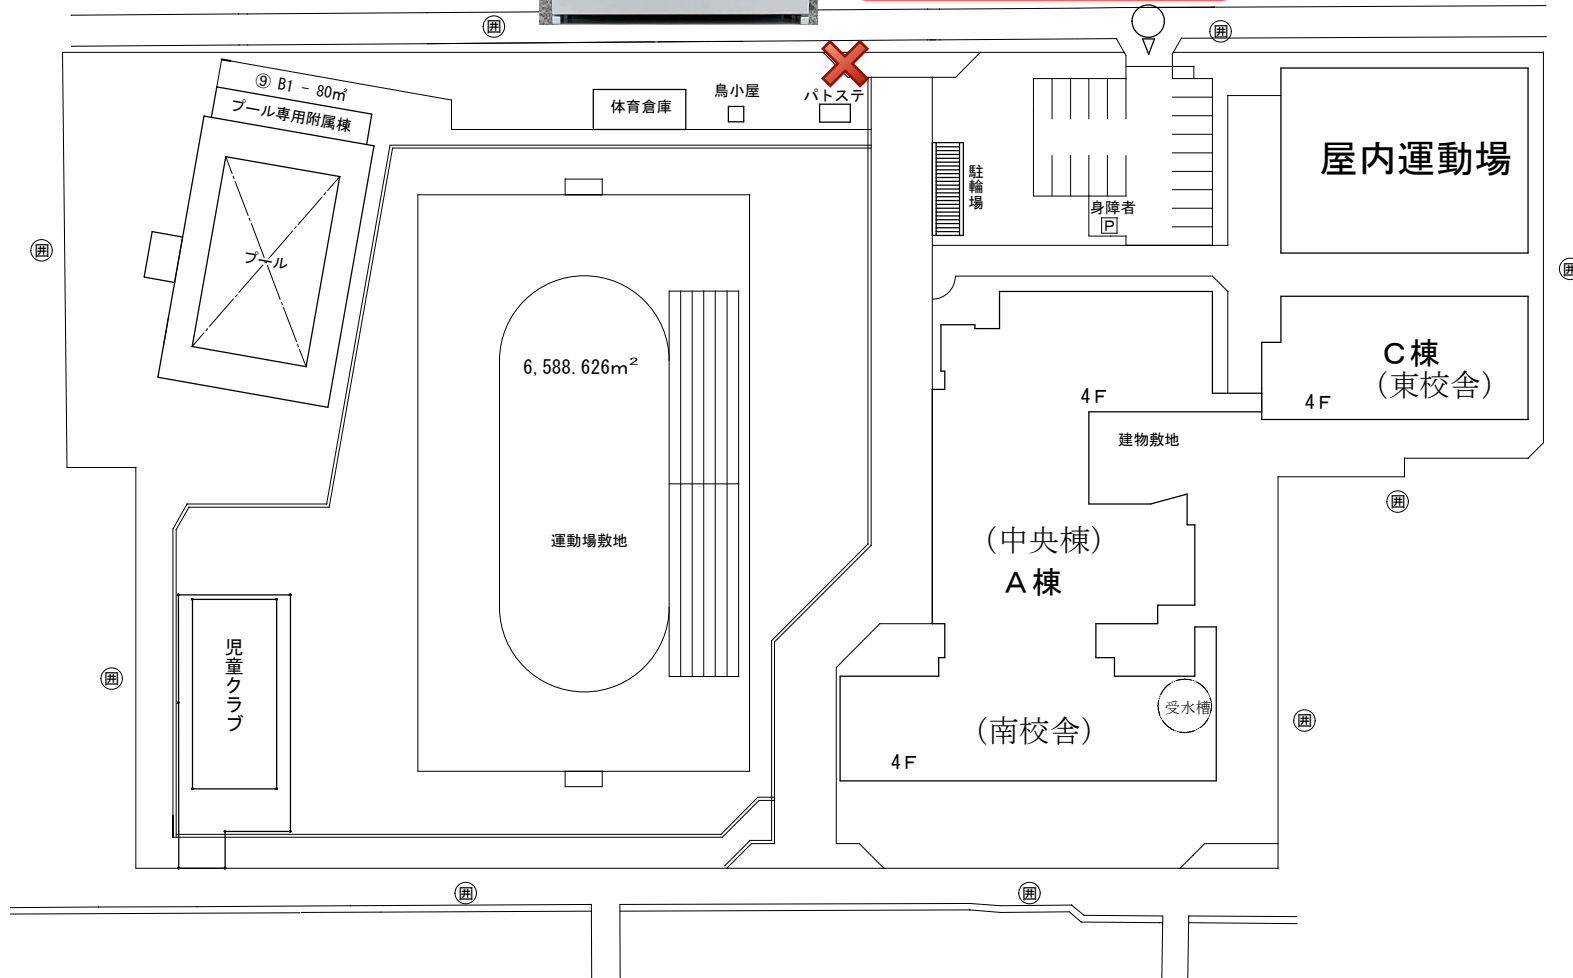 囲
囲
⑨ B1 - 80㎡
プール専用附属棟
体育倉庫
鳥小屋
パトステ
屋内運動場
駐輪場
身障者
P
囲
プール
囲
6,588.626m²
C棟
(東校舎)
4F
4F
建物敷地
囲
運動場敷地
(中央棟)
A棟
児童クラブ
囲
受水槽
囲
(南校舎)
4F
囲
囲